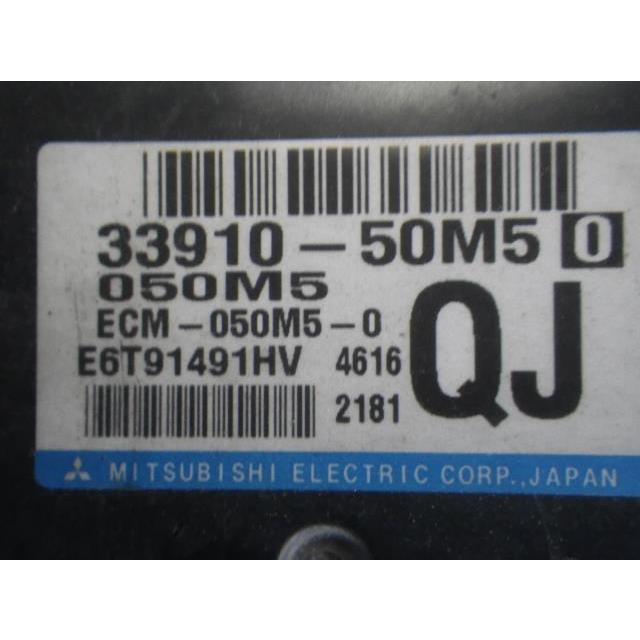 33910-50M5 0
050M5
ECM-050M5-0
E6T91491HV 4616
2181
QJ
MITSUBISHI ELECTRIC CORP., JAPAN